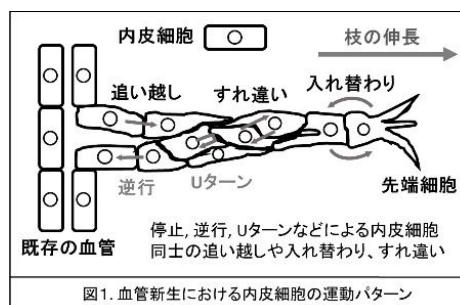 内皮細胞
枝の伸長
追い越し
すれ違い
入れ替わり
逆行
Uターン
先端細胞
既存の血管
停止, 逆行, Uターンなどによる内皮細胞
同士の追い越しや入れ替わり、すれ違い
図1. 血管新生における内皮細胞の運動パターン